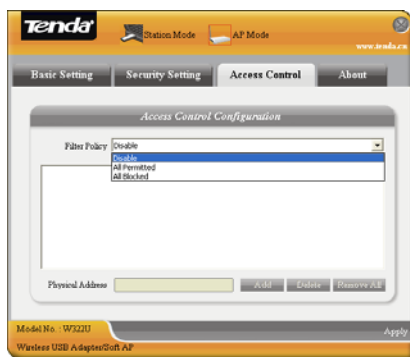 Tenda
Station Mode AP Mode
www.tenda.cn
Basic Setting Security Setting Access Control About
Access Control Configuration
Filter Policy Disable
Disable
All Permitted
All Blocked
Physical Address Add Delete Remove All
Model No. : W322U Apply
Wireless USB Adapter/Soft AP